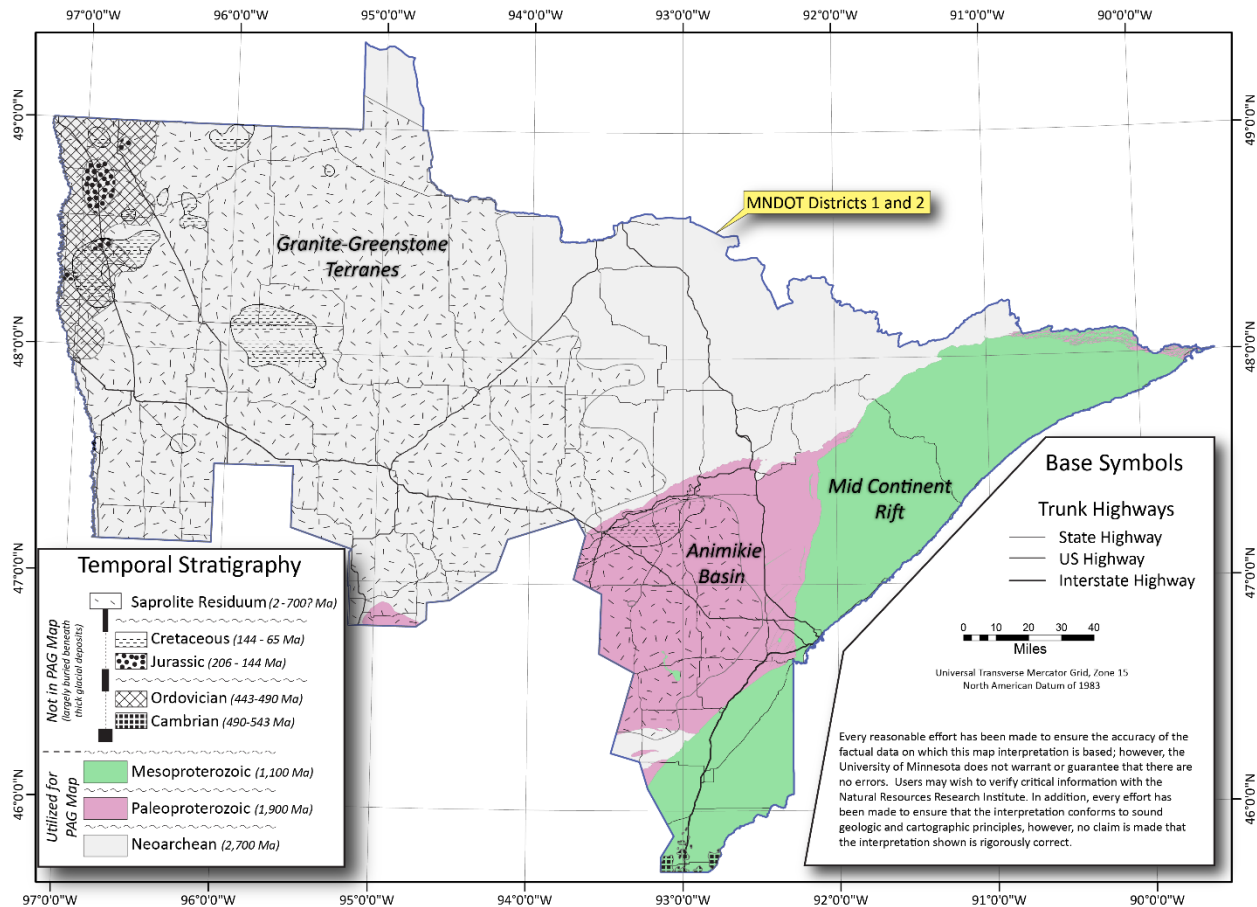 97°0'0"W 96°0'0"W 95°0'0"W 94°0'0"W 93°0'0"W 92°0'0"W 91°0'0"W 90°0'0"W
49°0'0"N
48°0'0"N
47°0'0"N
46°0'0"N
MNDOT Districts 1 and 2
Granite-Greenstone
Terranes
Mid Continent
Rift
Animikie
Basin
Temporal Stratigraphy
Not in PAG Map
(largely buried beneath
thick glacial deposits)
Saprolite Residuum (2 -700? Ma)
Cretaceous (144 - 65 Ma)
Jurassic (206 - 144 Ma)
Ordovician (443-490 Ma)
Cambrian (490-543 Ma)
Utilized for
PAG Map
Mesoproterozoic (1,100 Ma)
Paleoproterozoic (1,900 Ma)
Neoarchean (2,700 Ma)
Base Symbols
Trunk Highways
State Highway
US Highway
Interstate Highway
0 5 10 20 30 40
Miles
Universal Transverse Mercator Grid, Zone 15
North American Datum of 1983
Every reasonable effort has been made to ensure the accuracy of the
factual data on which this map interpretation is based; however, the
University of Minnesota does not warrant or guarantee that there are
no errors. Users may wish to verify critical information with the
Natural Resources Research Institute. In addition, every effort has
been made to ensure that the interpretation conforms to sound
geologic and cartographic principles, however, no claim is made that
the interpretation shown is rigorously correct.
49°0'0"N
48°0'0"N
47°0'0"N
46°0'0"N
97°0'0"W 96°0'0"W 95°0'0"W 94°0'0"W 93°0'0"W 92°0'0"W 91°0'0"W 90°0'0"W